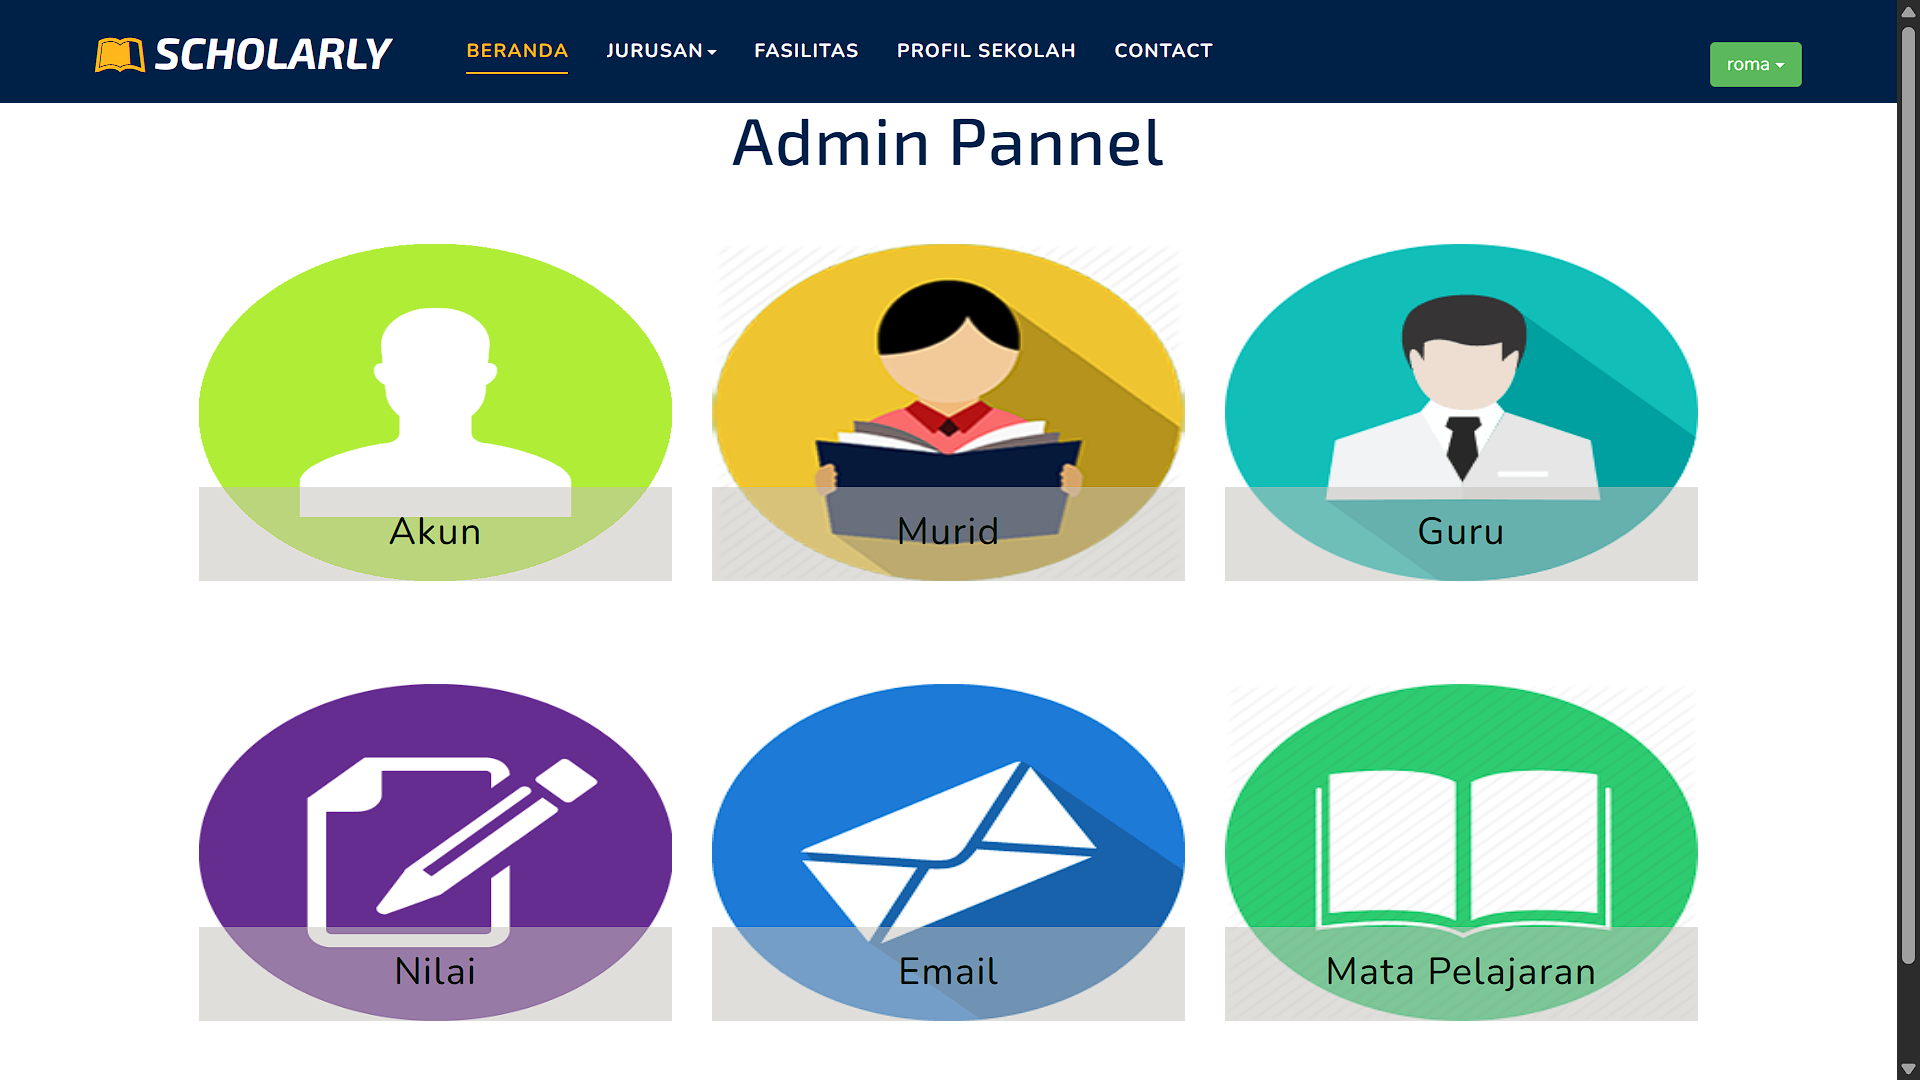 SCHOLARLY
BERANDA JURUSAN FASILITAS PROFIL SEKOLAH CONTACT
roma
Admin Pannel
Akun Murid Guru
Nilai Email Mata Pelajaran